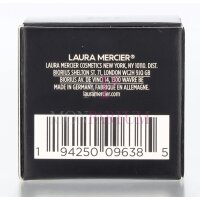 LAURA MERCIER®
LAURA MERCIER COSMETICS NEW YORK, NY 10110. DIST.
BIORIUS SHELTON ST. 71, LONDON WC2H 9JQ GB
BIORIUS AV. DE VINCI 14, 1300 WAVRE BE.
MADE IN GERMANY, FABRIQUÉ EN ALLEMAGNE.
lauramercier.com
1 94250 09638 5